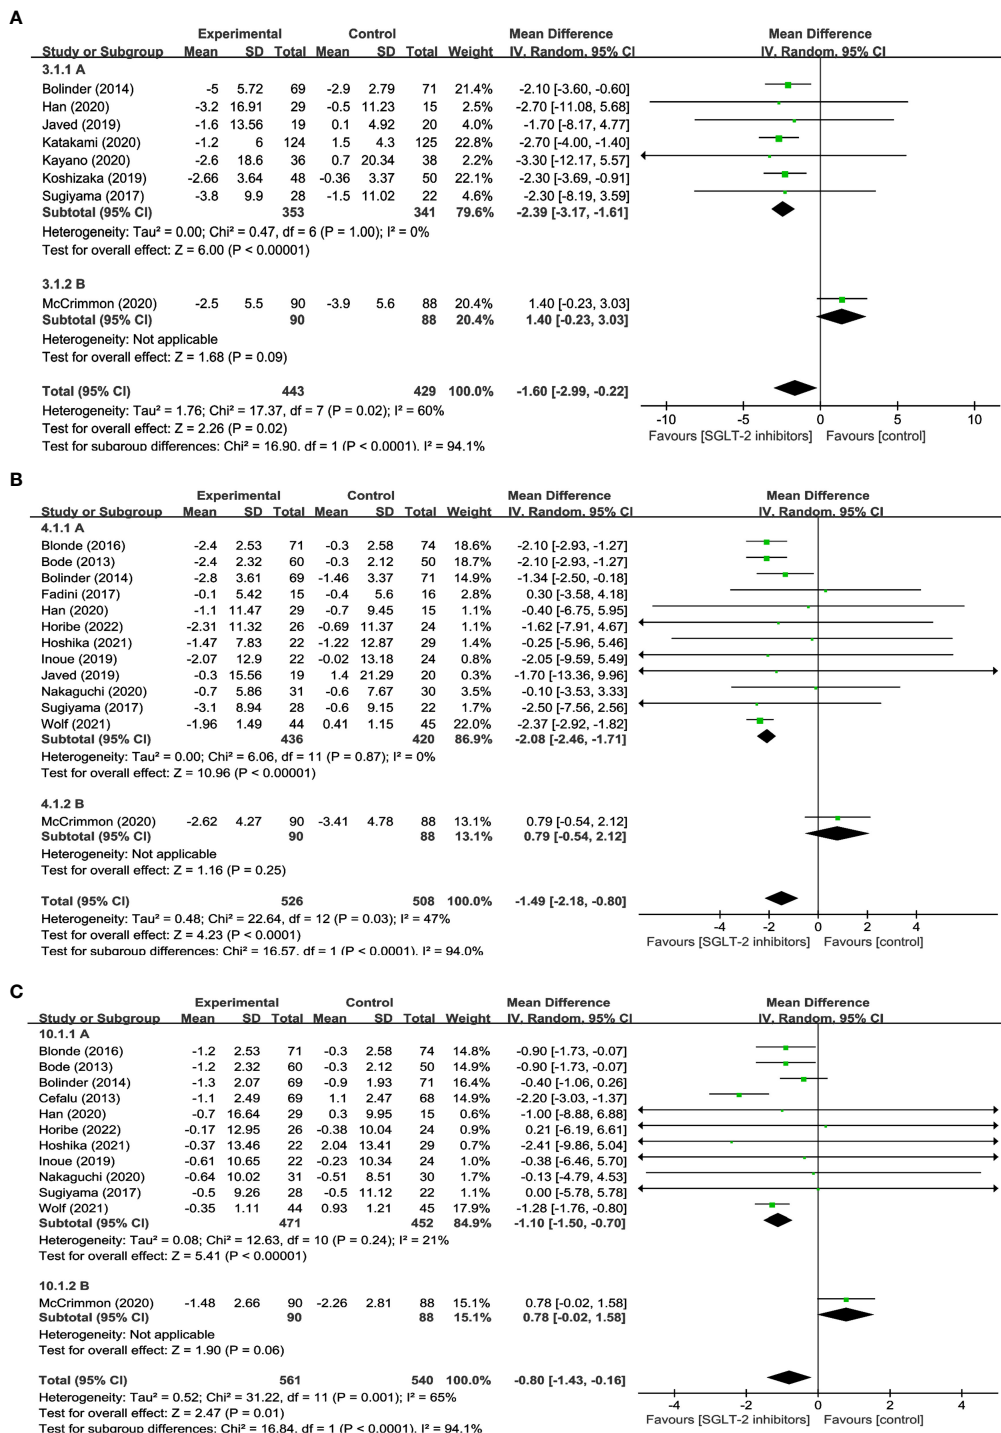 A
Experimental Control Mean Difference Mean Difference
Study or Subgroup Mean SD Total Mean SD Total Weight IV. Random. 95% CI IV. Random. 95% CI
3.1.1 A
Bolinder (2014) -5 5.72 69 -2.9 2.79 71 21.4% -2.10 [-3.60, -0.60]
Han (2020) -3.2 16.91 29 -0.5 11.23 15 2.5% -2.70 [-11.08, 5.68]
Javed (2019) -1.6 13.56 19 0.1 4.92 20 4.0% -1.70 [-8.17, 4.77]
Katakami (2020) -1.2 6 124 1.5 4.3 125 22.8% -2.70 [-4.00, -1.40]
Kayano (2020) -2.6 18.6 36 0.7 20.34 38 2.2% -3.30 [-12.17, 5.57]
Koshizaka (2019) -2.66 3.64 48 -0.36 3.37 50 22.1% -2.30 [-3.69, -0.91]
Sugiyama (2017) -3.8 9.9 28 -1.5 11.02 22 4.6% -2.30 [-8.19, 3.59]
Subtotal (95% CI) 353 341 79.6% -2.39 [-3.17, -1.61]
Heterogeneity: Tau² = 0.00; Chi² = 0.47, df = 6 (P = 1.00); I² = 0%
Test for overall effect: Z = 6.00 (P < 0.00001)
3.1.2 B
McCrimmon (2020) -2.5 5.5 90 -3.9 5.6 88 20.4% 1.40 [-0.23, 3.03]
Subtotal (95% CI) 90 88 20.4% 1.40 [-0.23, 3.03]
Heterogeneity: Not applicable
Test for overall effect: Z = 1.68 (P = 0.09)
Total (95% CI) 443 429 100.0% -1.60 [-2.99, -0.22]
Heterogeneity: Tau² = 1.76; Chi² = 17.37, df = 7 (P = 0.02); I² = 60%
Test for overall effect: Z = 2.26 (P = 0.02)
Test for subgroup differences: Chi² = 16.90. df = 1 (P < 0.0001). I² = 94.1%
-10 -5 0 5 10
Favours [SGLT-2 inhibitors] Favours [control]
B
Experimental Control Mean Difference Mean Difference
Study or Subgroup Mean SD Total Mean SD Total Weight IV. Random. 95% CI IV. Random. 95% CI
4.1.1 A
Blonde (2016) -2.4 2.53 71 -0.3 2.58 74 18.6% -2.10 [-2.93, -1.27]
Bode (2013) -2.4 2.32 60 -0.3 2.12 50 18.7% -2.10 [-2.93, -1.27]
Bolinder (2014) -2.8 3.61 69 -1.46 3.37 71 14.9% -1.34 [-2.50, -0.18]
Fadini (2017) -0.1 5.42 15 -0.4 5.6 16 2.8% 0.30 [-3.58, 4.18]
Han (2020) -1.1 11.47 29 -0.7 9.45 15 1.1% -0.40 [-6.75, 5.95]
Horibe (2022) -2.31 11.32 26 -0.69 11.37 24 1.1% -1.62 [-7.91, 4.67]
Hoshika (2021) -1.47 7.83 22 -1.22 12.87 29 1.4% -0.25 [-5.96, 5.46]
Inoue (2019) -2.07 12.9 22 -0.02 13.18 24 0.8% -2.05 [-9.59, 5.49]
Javed (2019) -0.3 15.56 19 1.4 21.29 20 0.4% -1.70 [-13.36, 9.96]
Nakaguchi (2020) -0.7 5.86 31 -0.6 7.67 30 3.5% -0.10 [-3.53, 3.33]
Sugiyama (2017) -3.1 8.94 28 -0.6 9.15 22 1.7% -2.50 [-7.56, 2.56]
Wolf (2021) -1.96 1.49 44 0.41 1.15 45 22.0% -2.37 [-2.92, -1.82]
Subtotal (95% CI) 436 420 86.9% -2.08 [-2.46, -1.71]
Heterogeneity: Tau² = 0.00; Chi² = 6.06, df = 11 (P = 0.87); I² = 0%
Test for overall effect: Z = 10.96 (P < 0.00001)
4.1.2 B
McCrimmon (2020) -2.62 4.27 90 -3.41 4.78 88 13.1% 0.79 [-0.54, 2.12]
Subtotal (95% CI) 90 88 13.1% 0.79 [-0.54, 2.12]
Heterogeneity: Not applicable
Test for overall effect: Z = 1.16 (P = 0.25)
Total (95% CI) 526 508 100.0% -1.49 [-2.18, -0.80]
Heterogeneity: Tau² = 0.48; Chi² = 22.64, df = 12 (P = 0.03); I² = 47%
Test for overall effect: Z = 4.23 (P < 0.0001)
Test for subgroup differences: Chi² = 16.57. df = 1 (P < 0.0001). I² = 94.0%
-4 -2 0 2 4
Favours [SGLT-2 inhibitors] Favours [control]
C
Experimental Control Mean Difference Mean Difference
Study or Subgroup Mean SD Total Mean SD Total Weight IV. Random. 95% CI IV. Random. 95% CI
10.1.1 A
Blonde (2016) -1.2 2.53 71 -0.3 2.58 74 14.8% -0.90 [-1.73, -0.07]
Bode (2013) -1.2 2.32 60 -0.3 2.12 50 14.9% -0.90 [-1.73, -0.07]
Bolinder (2014) -1.3 2.07 69 -0.9 1.93 71 16.4% -0.40 [-1.06, 0.26]
Cefalu (2013) -1.1 2.49 69 1.1 2.47 68 14.9% -2.20 [-3.03, -1.37]
Han (2020) -0.7 16.64 29 0.3 9.95 15 0.6% -1.00 [-8.88, 6.88]
Horibe (2022) -0.17 12.95 26 -0.38 10.04 24 0.9% 0.21 [-6.19, 6.61]
Hoshika (2021) -0.37 13.46 22 2.04 13.41 29 0.7% -2.41 [-9.86, 5.04]
Inoue (2019) -0.61 10.65 22 -0.23 10.34 24 1.0% -0.38 [-6.46, 5.70]
Nakaguchi (2020) -0.64 10.02 31 -0.51 8.51 30 1.7% -0.13 [-4.79, 4.53]
Sugiyama (2017) -0.5 9.26 28 -0.5 11.12 22 1.1% 0.00 [-5.78, 5.78]
Wolf (2021) -0.35 1.11 44 0.93 1.21 45 17.9% -1.28 [-1.76, -0.80]
Subtotal (95% CI) 471 452 84.9% -1.10 [-1.50, -0.70]
Heterogeneity: Tau² = 0.08; Chi² = 12.63, df = 10 (P = 0.24); I² = 21%
Test for overall effect: Z = 5.41 (P < 0.00001)
10.1.2 B
McCrimmon (2020) -1.48 2.66 90 -2.26 2.81 88 15.1% 0.78 [-0.02, 1.58]
Subtotal (95% CI) 90 88 15.1% 0.78 [-0.02, 1.58]
Heterogeneity: Not applicable
Test for overall effect: Z = 1.90 (P = 0.06)
Total (95% CI) 561 540 100.0% -0.80 [-1.43, -0.16]
Heterogeneity: Tau² = 0.52; Chi² = 31.22, df = 11 (P = 0.001); I² = 65%
Test for overall effect: Z = 2.47 (P = 0.01)
Test for subgroup differences: Chi² = 16.84. df = 1 (P < 0.0001). I² = 94.1%
-4 -2 0 2 4
Favours [SGLT-2 inhibitors] Favours [control]